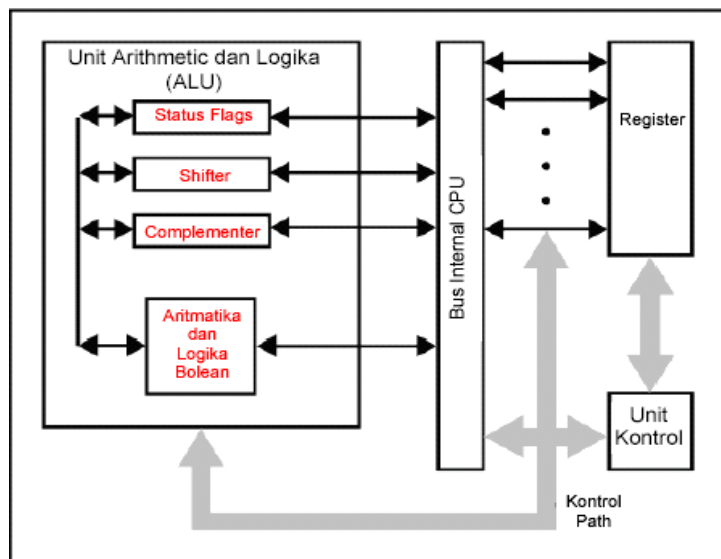 Unit Arithmetic dan Logika
(ALU)
Status Flags
Shifter
Complementer
Aritmatika
dan
Logika
Bolean
Bus Internal CPU
Register
Unit
Kontrol
Kontrol
Path